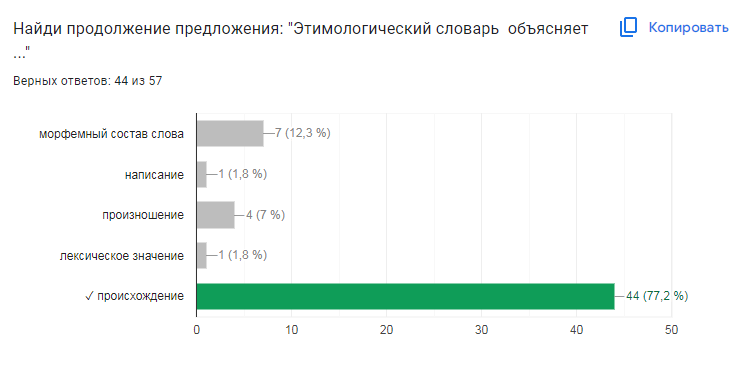 Найди продолжение предложения: "Этимологический словарь  объясняет
..."
Копировать
Верных ответов: 44 из 57
морфемный состав слова
7 (12,3 %)
написание
1 (1,8 %)
произношение
4 (7 %)
лексическое значение
1 (1,8 %)
✓ происхождение
44 (77,2 %)
0 10 20 30 40 50